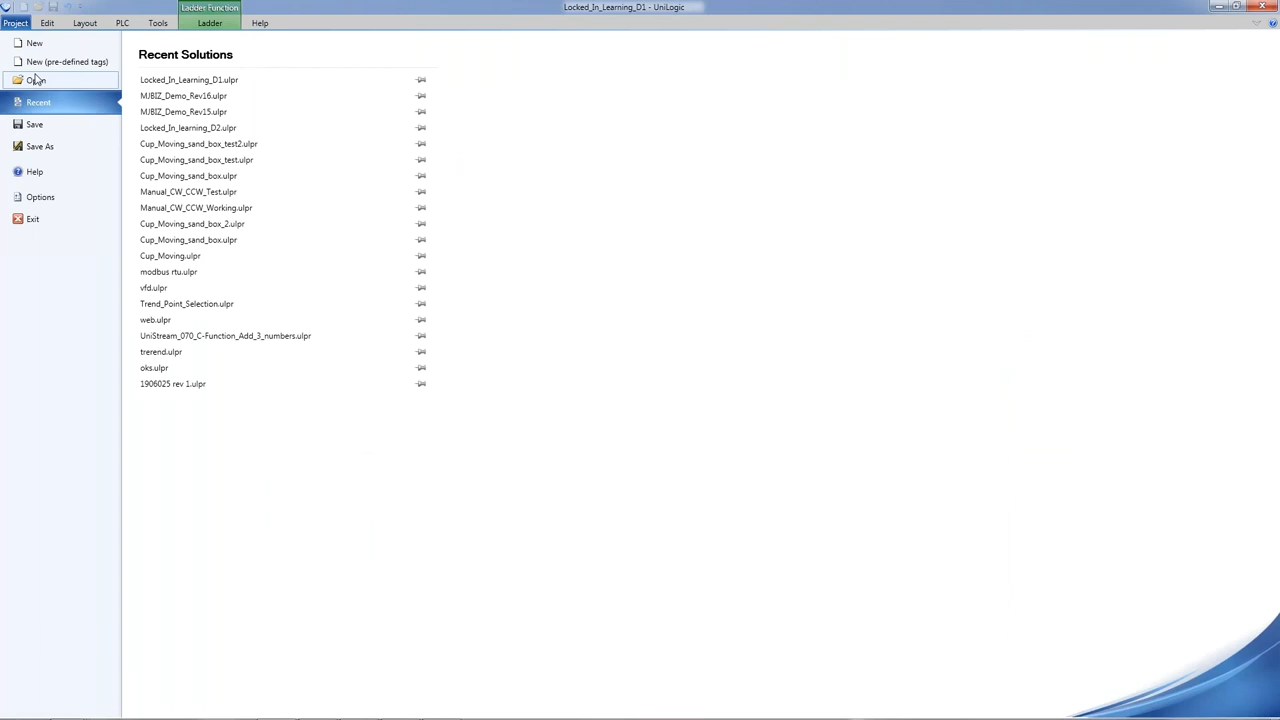 Ladder Function
Locked_In_Learning_D1 - UniLogic
Project Edit Layout PLC Tools Ladder Help
New
New (pre-defined tags)
Open
Recent
Save
Save As
Help
Options
Exit
Recent Solutions
Locked_In_Learning_D1.ulpr
MJBIZ_Demo_Rev16.ulpr
MJBIZ_Demo_Rev15.ulpr
Locked_In_learning_D2.ulpr
Cup_Moving_sand_box_test2.ulpr
Cup_Moving_sand_box_test.ulpr
Cup_Moving_sand_box.ulpr
Manual_CW_CCW_Test.ulpr
Manual_CW_CCW_Working.ulpr
Cup_Moving_sand_box_2.ulpr
Cup_Moving_sand_box.ulpr
Cup_Moving.ulpr
modbus rtu.ulpr
vfd.ulpr
Trend_Point_Selection.ulpr
web.ulpr
UniStream_070_C-Function_Add_3_numbers.ulpr
trerend.ulpr
oks.ulpr
1906025 rev 1.ulpr